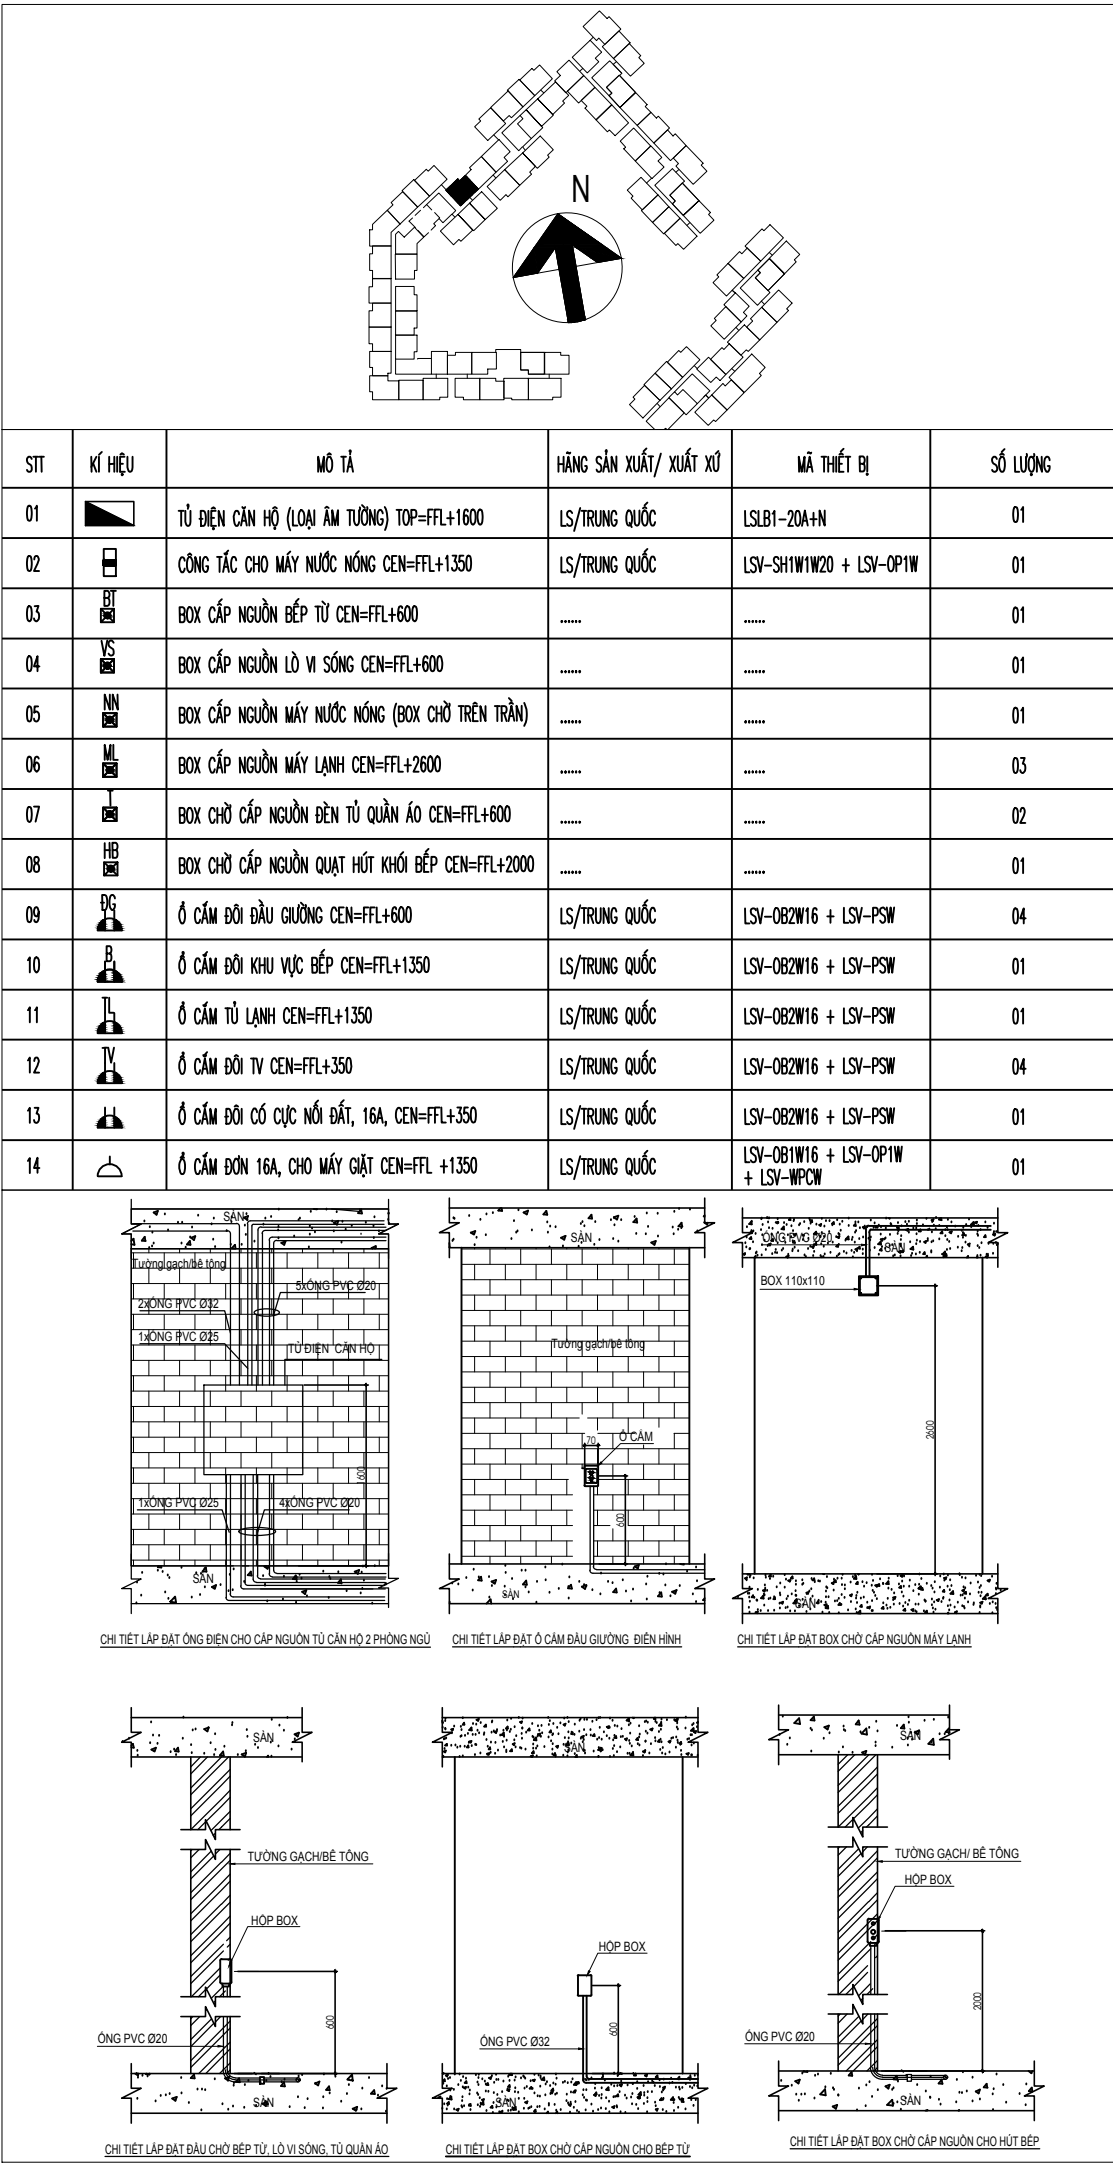 N
STT KÍ HIỆU MÔ TẢ HÃNG SẢN XUẤT/ XUẤT XỨ MÃ THIẾT BỊ SỐ LƯỢNG
01 TỦ ĐIỆN CĂN HỘ (LOẠI ÂM TƯỜNG) TOP=FFL+1600 LS/TRUNG QUỐC LSLB1-20A+N 01
02 CÔNG TẮC CHO MÁY NƯỚC NÓNG CEN=FFL+1350 LS/TRUNG QUỐC LSV-SH1W1W20 + LSV-OP1W 01
03 BT BOX CẤP NGUỒN BẾP TỪ CEN=FFL+600 ...... ...... 01
04 VS BOX CẤP NGUỒN LÒ VI SÓNG CEN=FFL+600 ...... ...... 01
05 NN BOX CẤP NGUỒN MÁY NƯỚC NÓNG (BOX CHỜ TRÊN TRẦN) ...... ...... 01
06 ML BOX CẤP NGUỒN MÁY LẠNH CEN=FFL+2600 ...... ...... 03
07 T BOX CHỜ CẤP NGUỒN ĐÈN TỦ QUẦN ÁO CEN=FFL+600 ...... ...... 02
08 HB BOX CHỜ CẤP NGUỒN QUẠT HÚT KHÓI BẾP CEN=FFL+2000 ...... ...... 01
09 ĐG Ổ CẮM ĐÔI ĐẦU GIƯỜNG CEN=FFL+600 LS/TRUNG QUỐC LSV-OB2W16 + LSV-PSW 04
10 B Ổ CẮM ĐÔI KHU VỰC BẾP CEN=FFL+1350 LS/TRUNG QUỐC LSV-OB2W16 + LSV-PSW 01
11 TL Ổ CẮM TỦ LẠNH CEN=FFL+1350 LS/TRUNG QUỐC LSV-OB2W16 + LSV-PSW 01
12 TV Ổ CẮM ĐÔI TV CEN=FFL+350 LS/TRUNG QUỐC LSV-OB2W16 + LSV-PSW 04
13 Ổ CẮM ĐÔI CÓ CỰC NỐI ĐẤT, 16A, CEN=FFL+350 LS/TRUNG QUỐC LSV-OB2W16 + LSV-PSW 01
14 Ổ CẮM ĐƠN 16A, CHO MÁY GIẶT CEN=FFL +1350 LS/TRUNG QUỐC LSV-OB1W16 + LSV-OP1W
+ LSV-WPCW 01
SÀN
Tường gạch/bê tông
5xỐNG PVC Ø20
2xỐNG PVC Ø32
1xỐNG PVC Ø25
TỦ ĐIỆN CĂN HỘ
1600
1xỐNG PVC Ø25
4xỐNG PVC Ø20
SÀN
CHI TIẾT LẮP ĐẶT ỐNG ĐIỆN CHO CẤP NGUỒN TỦ CĂN HỘ 2 PHÒNG NGỦ
SÀN
Tường gạch/bê tông
70
Ổ CẮM
600
SÀN
CHI TIẾT LẮP ĐẶT Ổ CẮM ĐẦU GIƯỜNG ĐIỂN HÌNH
ỐNG PVC Ø20
SÀN
BOX 110x110
2600
SÀN
CHI TIẾT LẮP ĐẶT BOX CHỜ CẤP NGUỒN MÁY LẠNH
SÀN
TƯỜNG GẠCH/BÊ TÔNG
HỘP BOX
600
ỐNG PVC Ø20
SÀN
CHI TIẾT LẮP ĐẶT ĐẦU CHỜ BẾP TỪ, LÒ VI SÓNG, TỦ QUẦN ÁO
SÀN
HỘP BOX
600
ỐNG PVC Ø32
SÀN
CHI TIẾT LẮP ĐẶT BOX CHỜ CẤP NGUỒN CHO BẾP TỪ
SÀN
TƯỜNG GẠCH/ BÊ TÔNG
HỘP BOX
2000
ỐNG PVC Ø20
SÀN
CHI TIẾT LẮP ĐẶT BOX CHỜ CẤP NGUỒN CHO HÚT BẾP